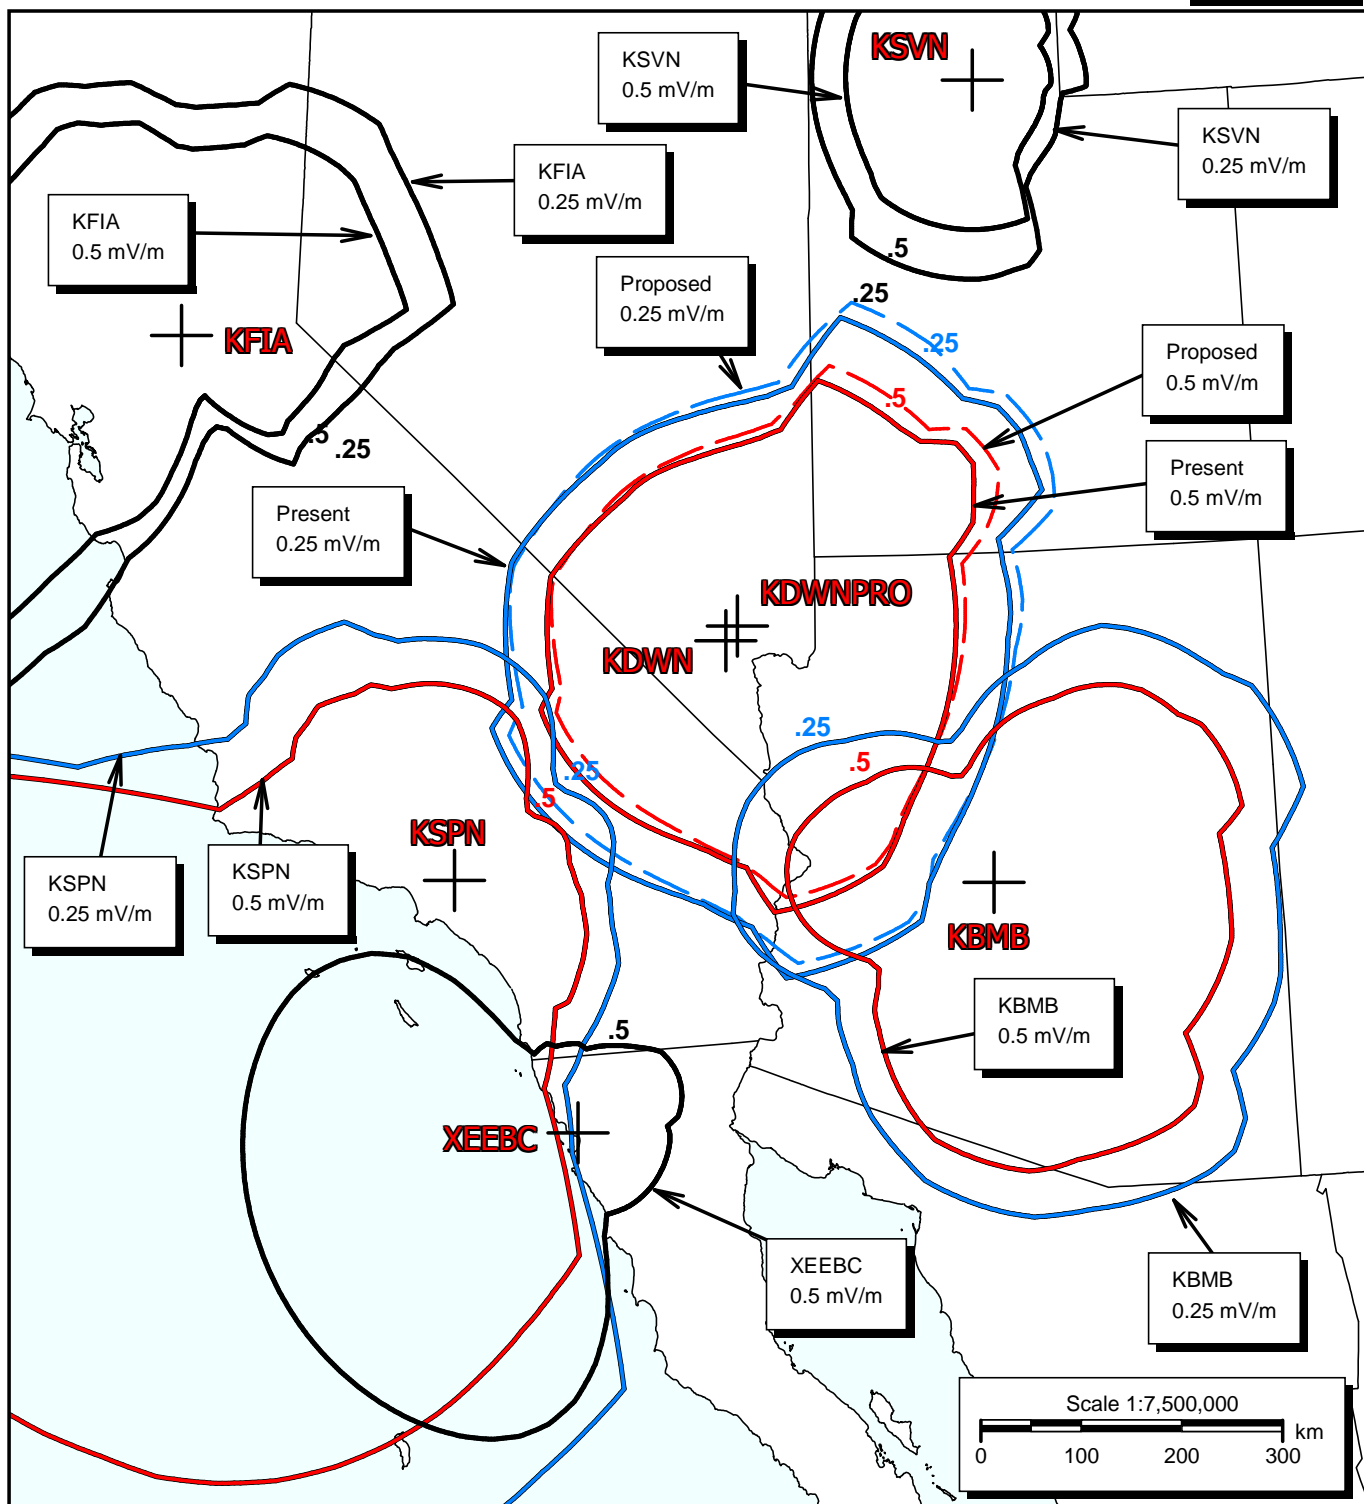 KSVN
KSVN
0.5 mV/m
KSVN
0.25 mV/m
KFIA
0.25 mV/m
KFIA
0.5 mV/m
.5
Proposed
0.25 mV/m
.25
.25
KFIA
Proposed
0.5 mV/m
.5
.5
.25
Present
0.5 mV/m
Present
0.25 mV/m
KDWNPRO
KDWN
.25
.5
.25
.5
KSPN
KSPN
0.25 mV/m
KSPN
0.5 mV/m
KBMB
KBMB
0.5 mV/m
.5
XEEBC
XEEBC
0.5 mV/m
KBMB
0.25 mV/m
Scale 1:7,500,000
km
0 100 200 300